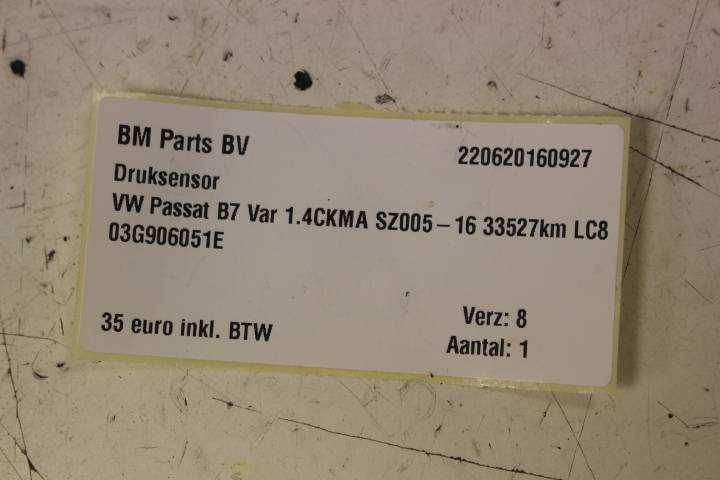 BM Parts BV
220620160927
Druksensor
VW Passat B7 Var 1.4CKMA SZ005–16 33527km LC8
03G906051E
35 euro inkl. BTW
Verz: 8
Aantal: 1